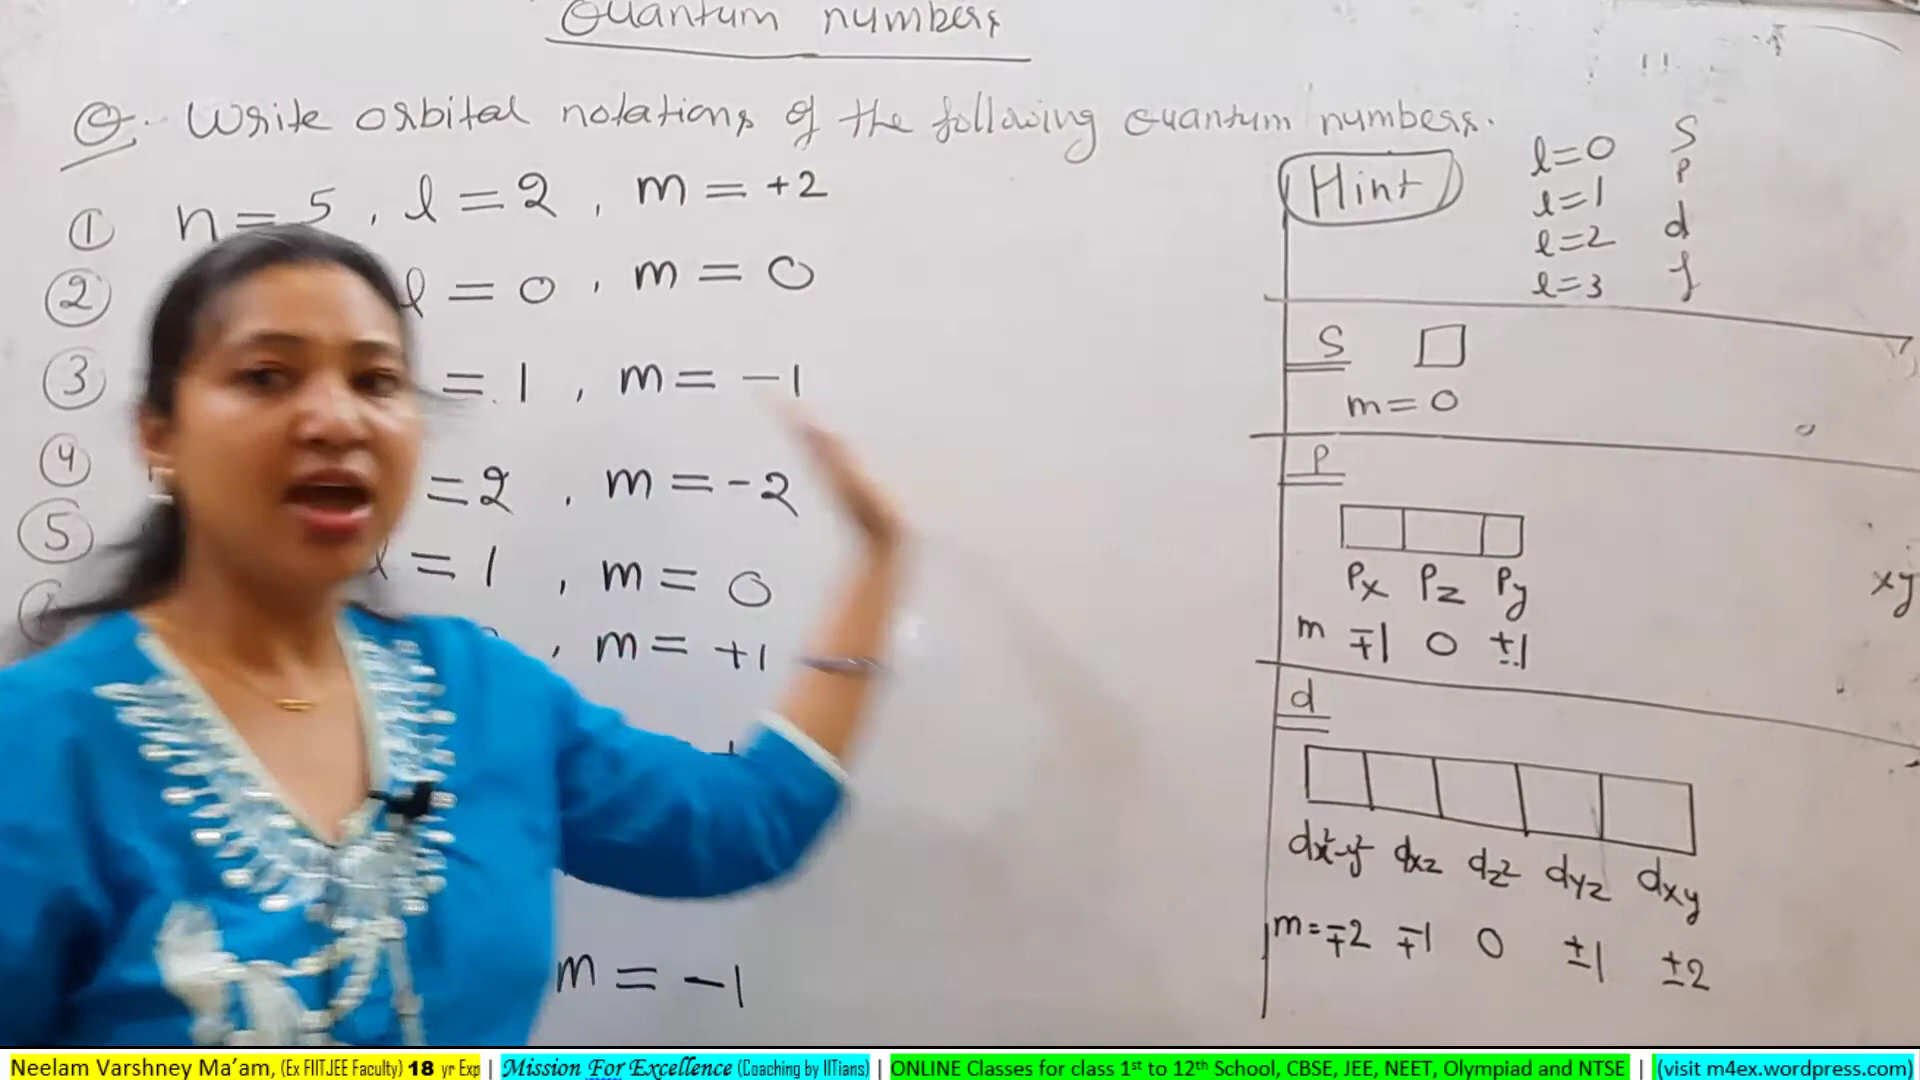 Quantum numbers
Q. Write orbital notations of the following Quantum numbers.
① n = 5, l = 2, m = +2
② l = 0, m = 0
③ = 1, m = -1
④ = 2, m = -2
⑤ l = 1, m = 0
, m = +1
m = -1
Hint
l=0 S
l=1 P
l=2 d
l=3 f
S
m = 0
P
Px Pz Py
m ∓1 0 ±1
xy
d
dx²-y² dxz dz² dyz dxy
m = ∓2 ∓1 0 ±1 ±2
Neelam Varshney Ma'am, (Ex FIITJEE Faculty) 18 yr Exp | Mission For Excellence (Coaching by IITians) | ONLINE Classes for class 1st to 12th School, CBSE, JEE, NEET, Olympiad and NTSE | (visit m4ex.wordpress.com)